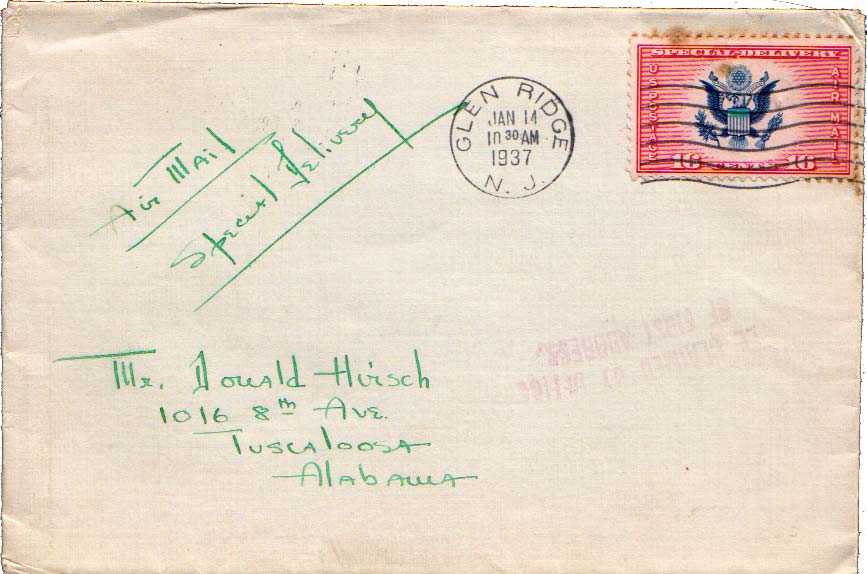 SPECIAL DELIVERY
U.S. POSTAGE
AIR MAIL
16 CENTS 16
GLEN RIDGE
JAN 14
10 30 AM
1937
N. J.
Air Mail
Special Delivery
Mr. Donald Hirsch
1016 8th Ave.
Tuscaloosa
Alabama